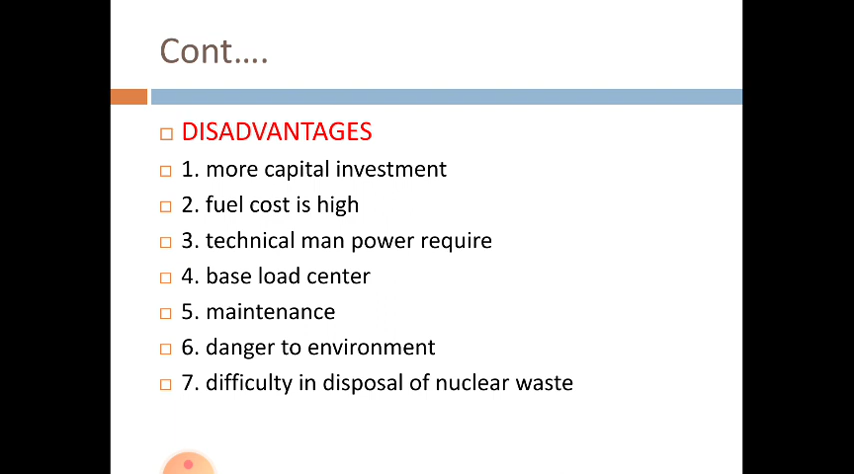 Cont....
DISADVANTAGES
1. more capital investment
2. fuel cost is high
3. technical man power require
4. base load center
5. maintenance
6. danger to environment
7. difficulty in disposal of nuclear waste